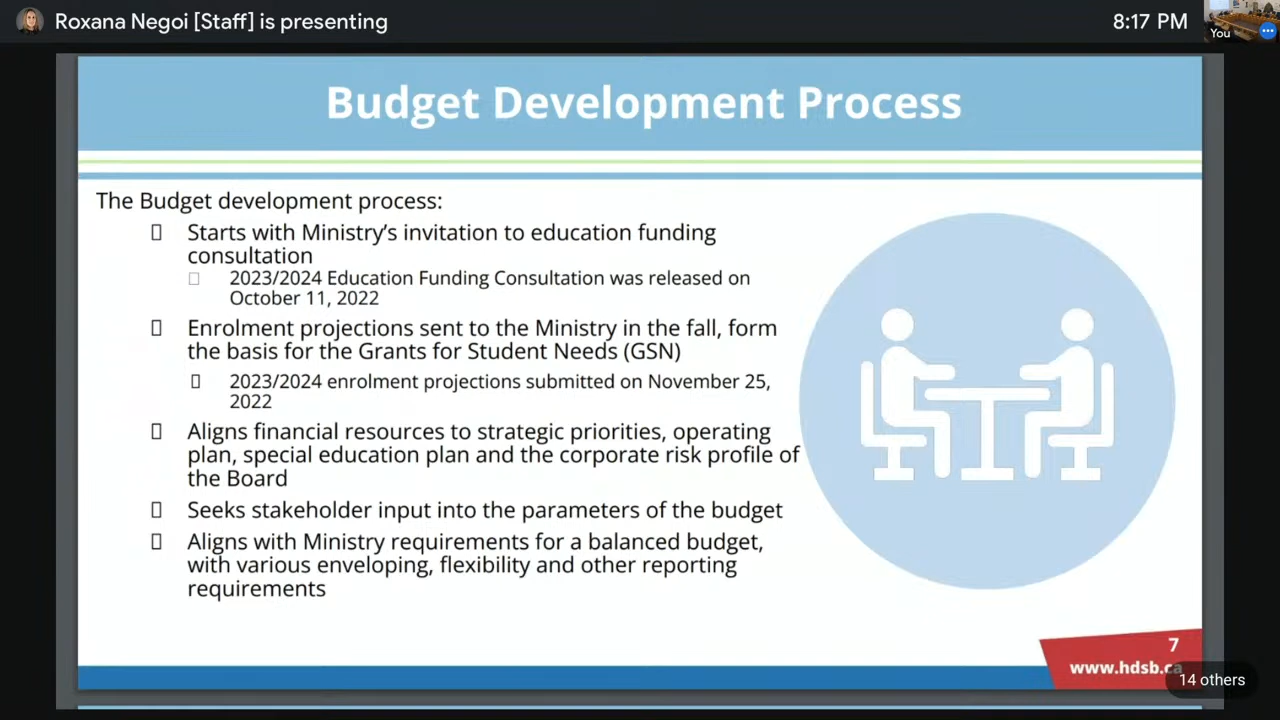 Roxana Negoi [Staff] is presenting
8:17 PM
You
Budget Development Process
The Budget development process:
Starts with Ministry’s invitation to education funding
consultation
2023/2024 Education Funding Consultation was released on
October 11, 2022
Enrolment projections sent to the Ministry in the fall, form
the basis for the Grants for Student Needs (GSN)
2023/2024 enrolment projections submitted on November 25,
2022
Aligns financial resources to strategic priorities, operating
plan, special education plan and the corporate risk profile of
the Board
Seeks stakeholder input into the parameters of the budget
Aligns with Ministry requirements for a balanced budget,
with various enveloping, flexibility and other reporting
requirements
7
www.hdsb.ca
14 others